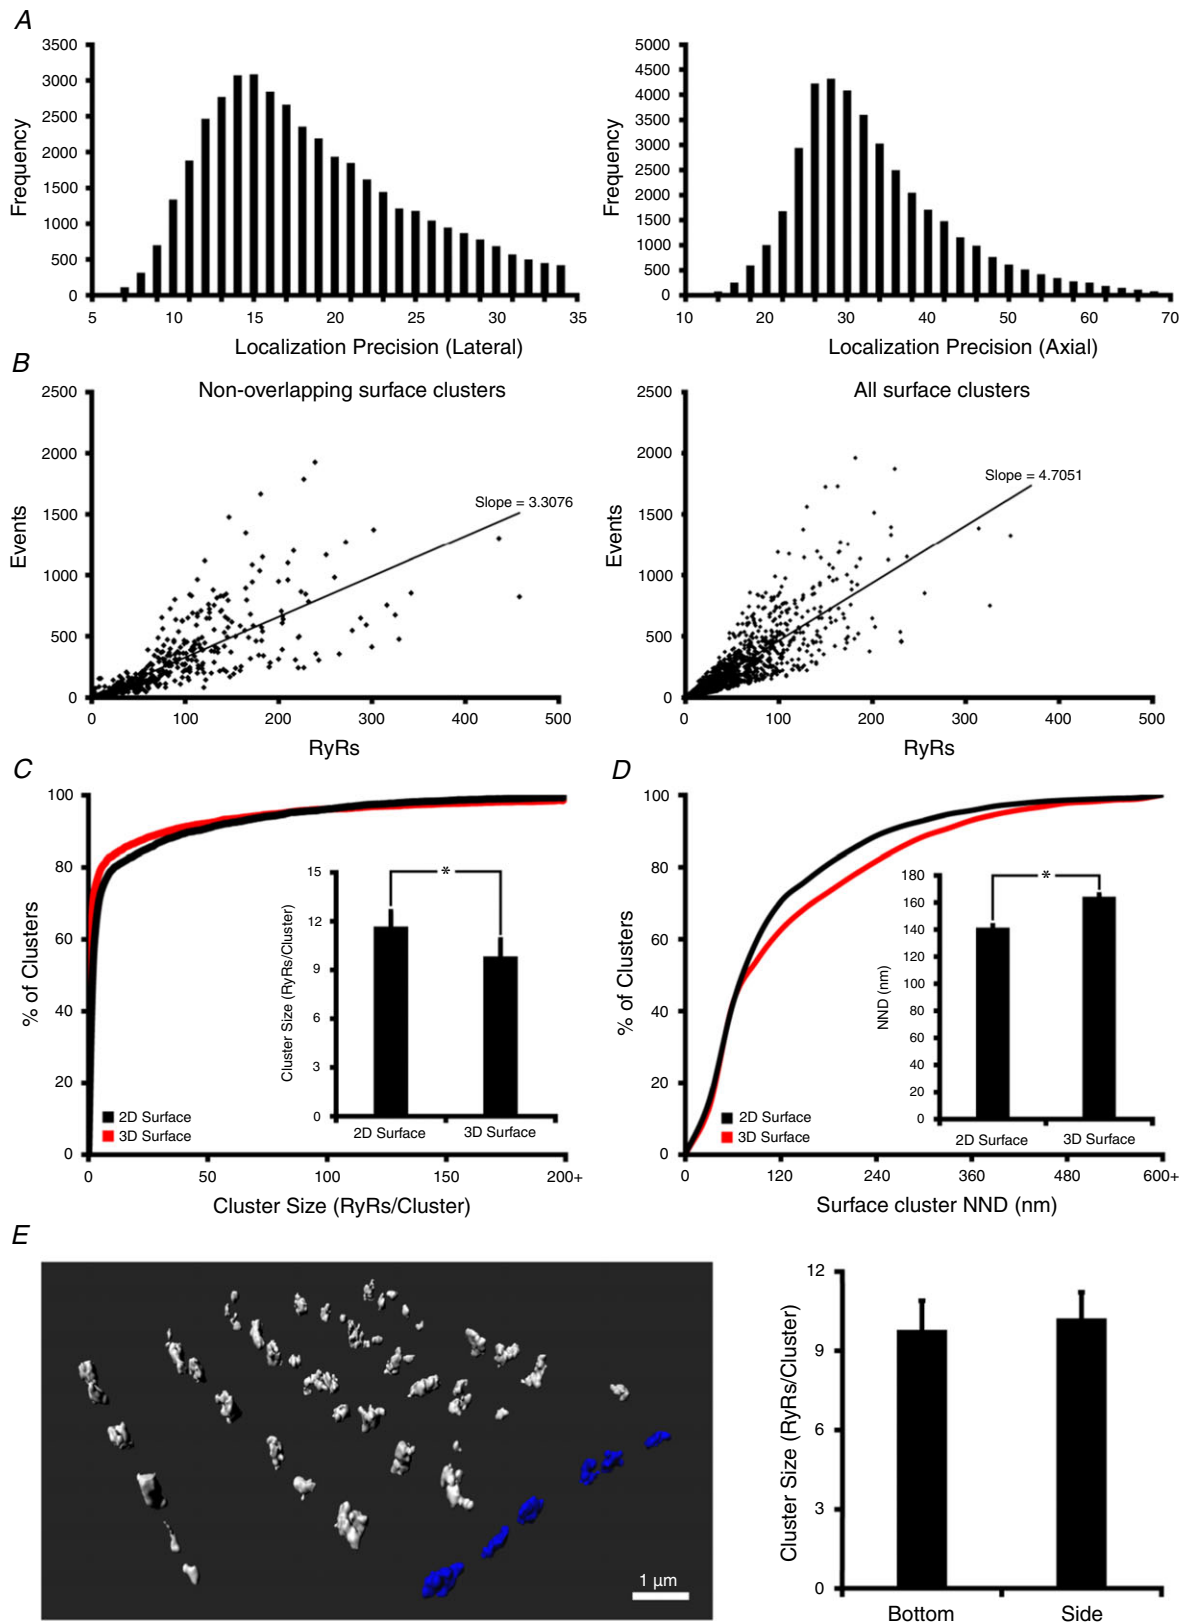 A
3500
3000
2500
2000
1500
1000
500
0
Frequency
5 10 15 20 25 30 35
Localization Precision (Lateral)
5000
4500
4000
3500
3000
2500
2000
1500
1000
500
0
Frequency
10 20 30 40 50 60 70
Localization Precision (Axial)
B
Non-overlapping surface clusters
2500
2000
1500
1000
500
0
Events
Slope = 3.3076
0 100 200 300 400 500
RyRs
All surface clusters
2500
2000
1500
1000
500
0
Events
Slope = 4.7051
0 100 200 300 400 500
RyRs
C
100
80
60
40
20
0
% of Clusters
2D Surface
3D Surface
0 50 100 150 200+
Cluster Size (RyRs/Cluster)
15
12
9
6
3
0
Cluster Size (RyRs/Cluster)
*
2D Surface 3D Surface
D
100
80
60
40
20
0
% of Clusters
2D Surface
3D Surface
0 120 240 360 480 600+
Surface cluster NND (nm)
180
160
140
120
100
80
60
40
20
0
NND (nm)
*
2D Surface 3D Surface
E
1 µm
12
9
6
3
0
Cluster Size (RyRs/Cluster)
Bottom Side